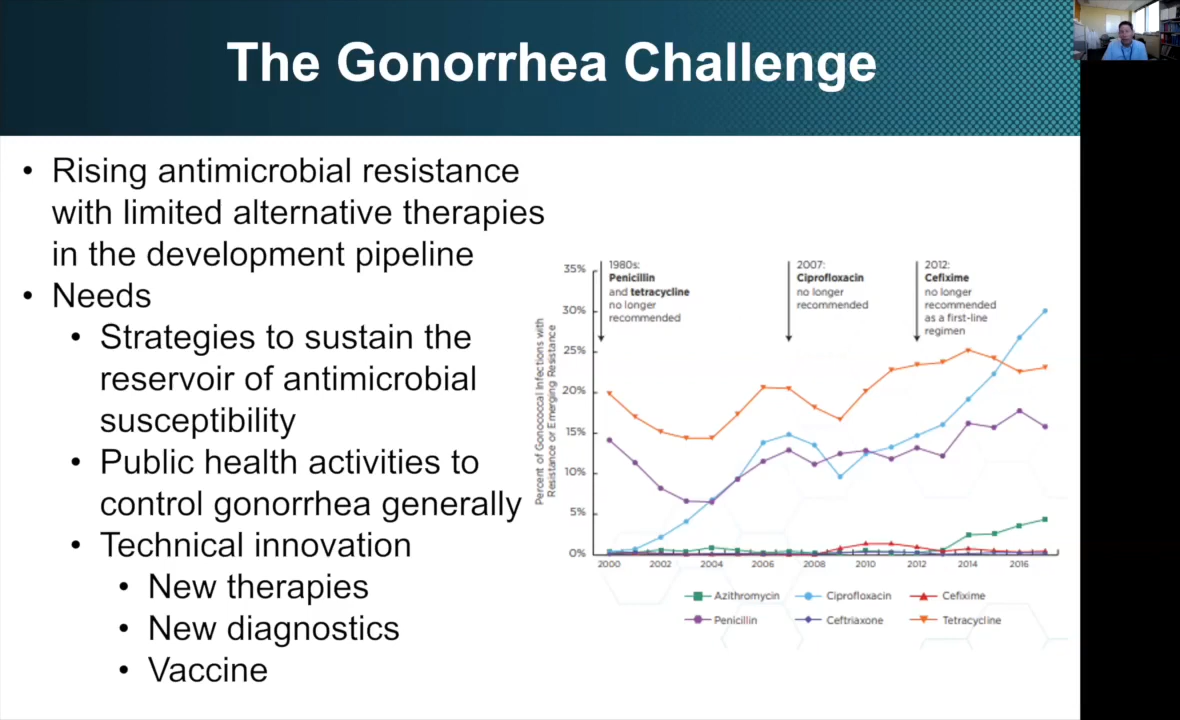 The Gonorrhea Challenge
• Rising antimicrobial resistance
with limited alternative therapies
in the development pipeline
• Needs
• Strategies to sustain the
reservoir of antimicrobial
susceptibility
• Public health activities to
control gonorrhea generally
• Technical innovation
• New therapies
• New diagnostics
• Vaccine
Percent of Gonococcal Infections with
Resistance or Emerging Resistance
35%
30%
25%
20%
15%
10%
5%
0%
1980s:
Penicillin
and tetracycline
no longer
recommended
2007:
Ciprofloxacin
no longer
recommended
2012:
Cefixime
no longer
recommended
as a first-line
regimen
2000 2002 2004 2006 2008 2010 2012 2014 2016
Azithromycin Ciprofloxacin Cefixime
Penicillin Ceftriaxone Tetracycline